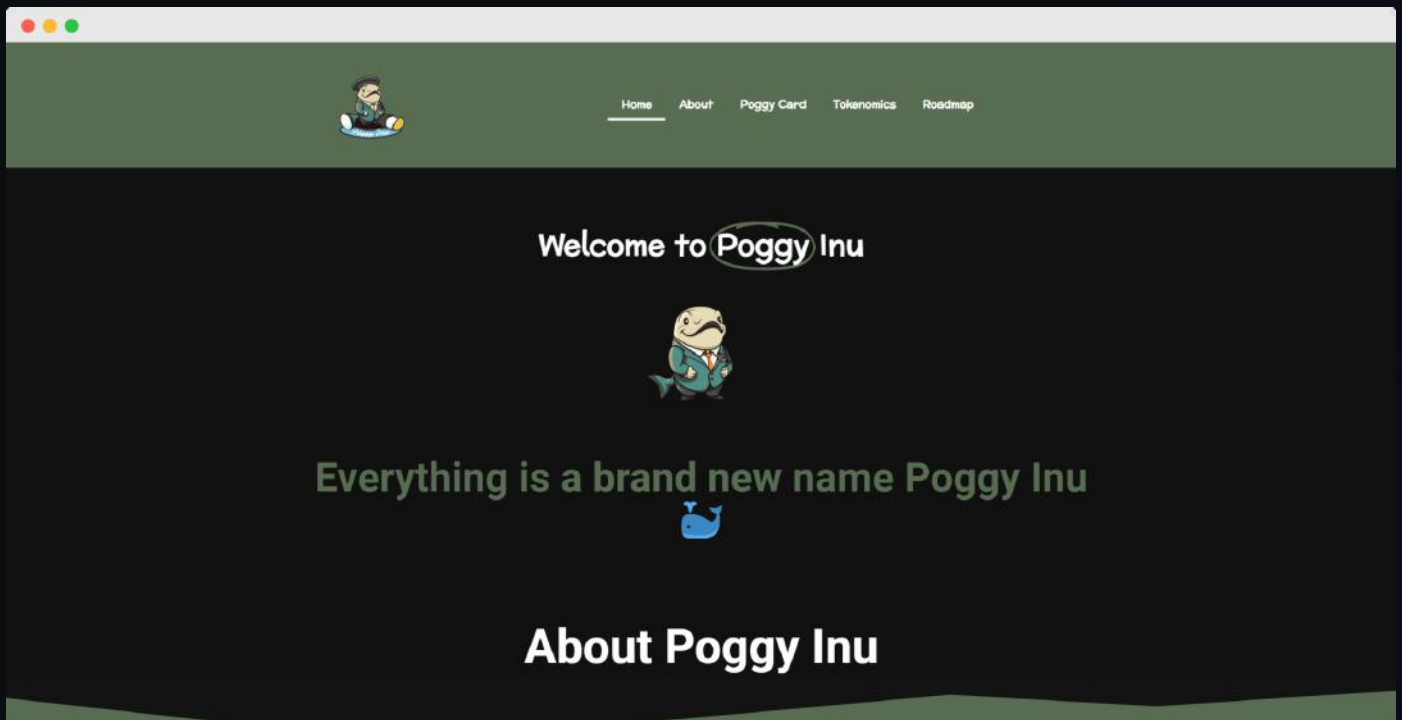 Home About Poggy Card Tokenomics Roadmap
Welcome to Poggy Inu
Everything is a brand new name Poggy Inu
About Poggy Inu